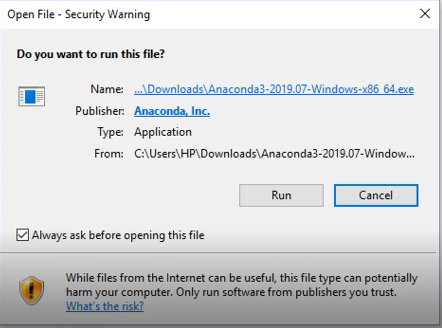 Open File - Security Warning
Do you want to run this file?
Name: ...\Downloads\Anaconda3-2019.07-Windows-x86_64.exe
Publisher: Anaconda, Inc.
Type: Application
From: C:\Users\HP\Downloads\Anaconda3-2019.07-Window...
Run Cancel
Always ask before opening this file
While files from the Internet can be useful, this file type can potentially
harm your computer. Only run software from publishers you trust.
What's the risk?